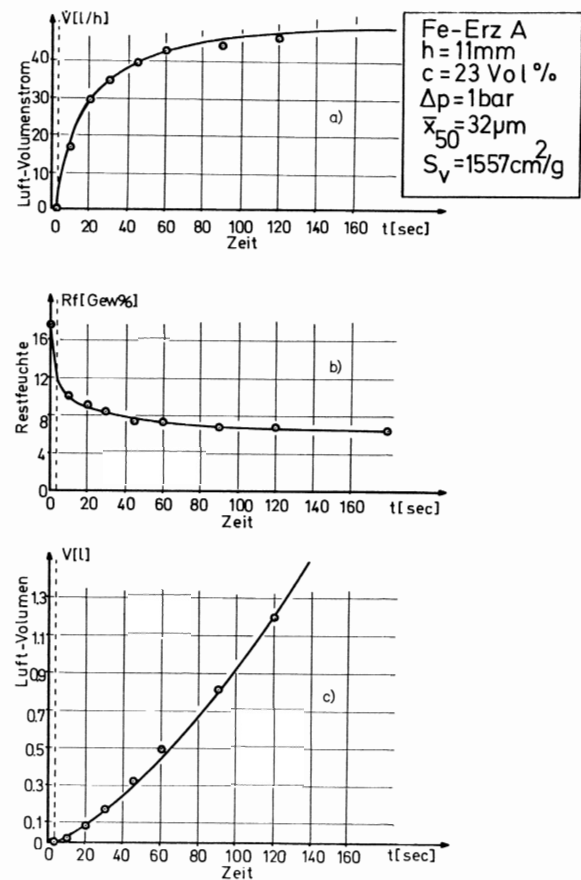 V̇[l/h]
40
30
20
10
0
Luft-Volumenstrom
a)
0 20 40 60 80 100 120 140 160 t[sec]
Zeit
Fe-Erz A
h = 11mm
c = 23 Vol %
Δp = 1bar
x̅50 = 32µm
Sv = 1557cm²/g
Rf[Gew%]
16
12
8
4
0
Restfeuchte
b)
0 20 40 60 80 100 120 140 160 t[sec]
Zeit
V[l]
1.3
1.1
0.9
0.7
0.5
0.3
0.1
0
Luft-Volumen
c)
0 20 40 60 80 100 120 140 160 t[sec]
Zeit